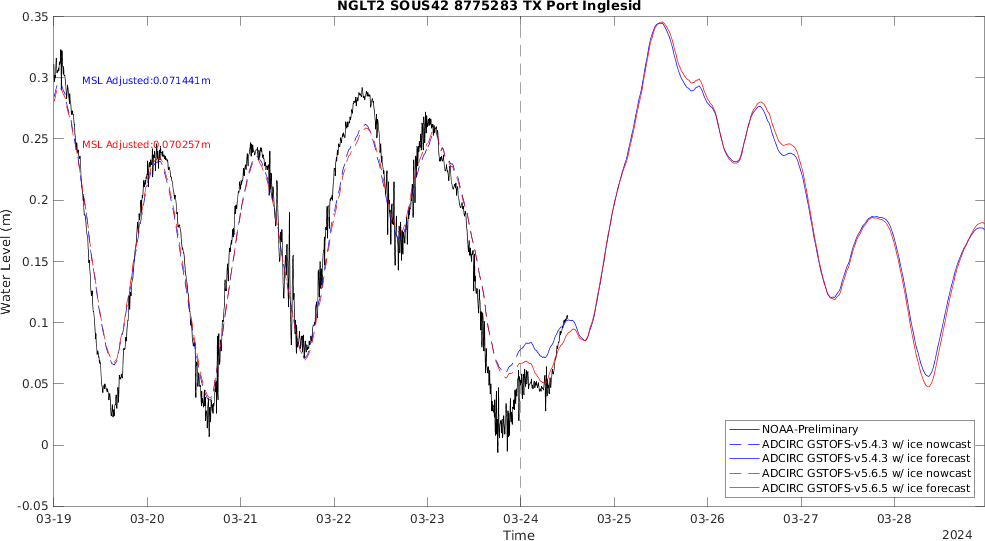 NGLT2 SOUS42 8775283 TX Port Inglesid
0.35
0.3
0.25
0.2
0.15
0.1
0.05
0
-0.05
Water Level (m)
MSL Adjusted:0.071441m
MSL Adjusted:0.070257m
NOAA-Preliminary
ADCIRC GSTOFS-v5.4.3 w/ ice nowcast
ADCIRC GSTOFS-v5.4.3 w/ ice forecast
ADCIRC GSTOFS-v5.6.5 w/ ice nowcast
ADCIRC GSTOFS-v5.6.5 w/ ice forecast
03-19 03-20 03-21 03-22 03-23 03-24 03-25 03-26 03-27 03-28
Time
2024